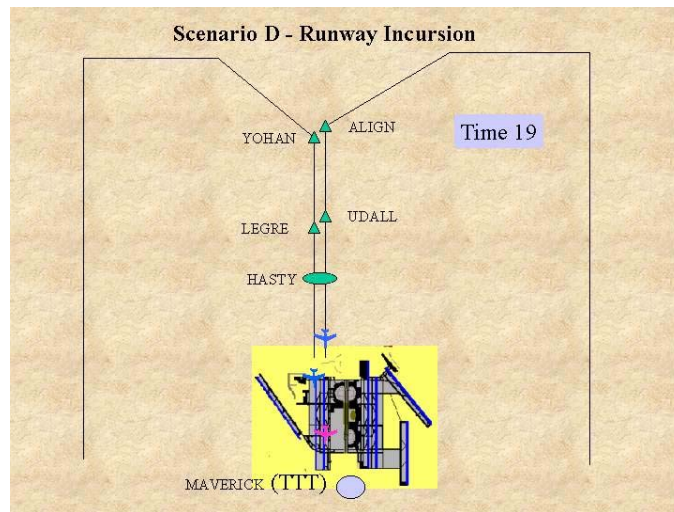 Scenario D - Runway Incursion
ALIGN
YOHAN
Time 19
UDALL
LEGRE
HASTY
MAVERICK (TTT)